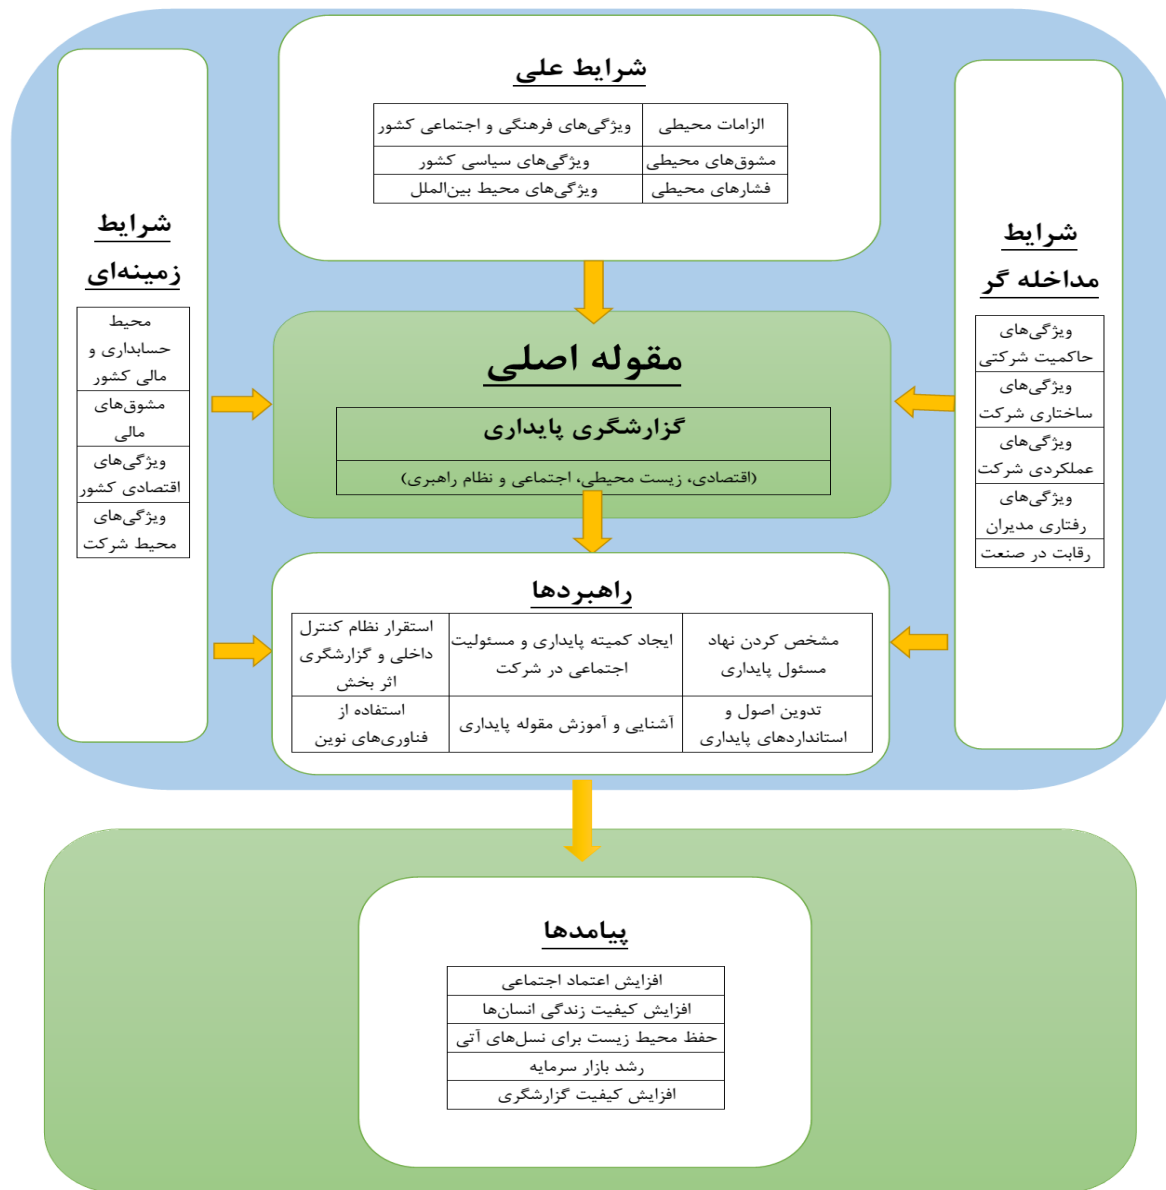 شرایط علی
الزامات محیطی
ویژگی‌های فرهنگی و اجتماعی کشور
مشوق‌های محیطی
ویژگی‌های سیاسی کشور
فشارهای محیطی
ویژگی‌های محیط بین‌الملل
شرایط
مداخله گر
ویژگی‌های
حاکمیت شرکتی
ویژگی‌های
ساختاری شرکت
ویژگی‌های
عملکردی شرکت
ویژگی‌های
رفتاری مدیران
رقابت در صنعت
مقوله اصلی
گزارشگری پایداری
(اقتصادی، زیست محیطی، اجتماعی و نظام راهبری)
شرایط
زمینه‌ای
محیط
حسابداری و
مالی کشور
مشوق‌های
مالی
ویژگی‌های
اقتصادی کشور
ویژگی‌های
محیط شرکت
راهبردها
مشخص کردن نهاد
مسئول پایداری
ایجاد کمیته پایداری و مسئولیت
اجتماعی در شرکت
استقرار نظام کنترل
داخلی و گزارشگری
اثر بخش
تدوین اصول و
استانداردهای پایداری
آشنایی و آموزش مقوله پایداری
استفاده از
فناوری‌های نوین
پیامدها
افزایش اعتماد اجتماعی
افزایش کیفیت زندگی انسان‌ها
حفظ محیط زیست برای نسل‌های آتی
رشد بازار سرمایه
افزایش کیفیت گزارشگری